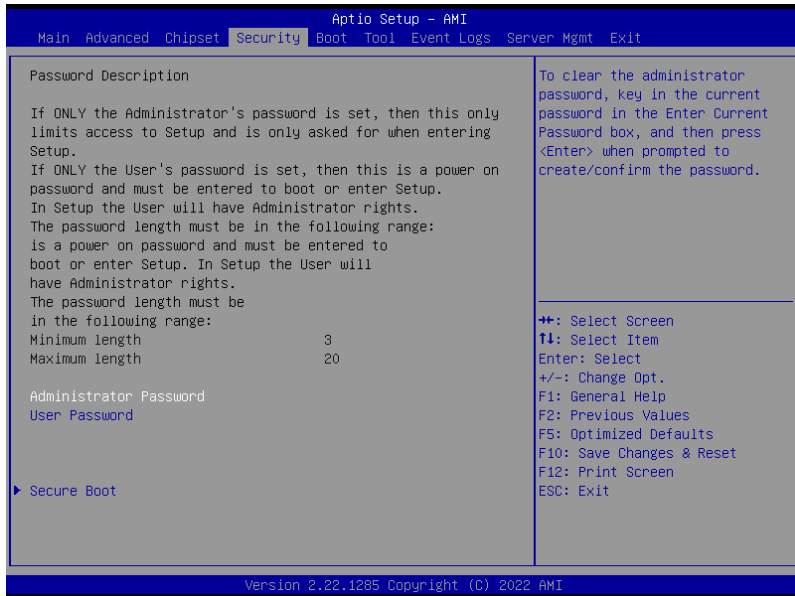 Aptio Setup – AMI
Main Advanced Chipset Security Boot Tool Event Logs Server Mgmt Exit
Password Description
If ONLY the Administrator's password is set, then this only
limits access to Setup and is only asked for when entering
Setup.
If ONLY the User's password is set, then this is a power on
password and must be entered to boot or enter Setup.
In Setup the User will have Administrator rights.
The password length must be in the following range:
is a power on password and must be entered to
boot or enter Setup. In Setup the User will
have Administrator rights.
The password length must be
in the following range:
Minimum length 3
Maximum length 20
Administrator Password
User Password
Secure Boot
To clear the administrator
password, key in the current
password in the Enter Current
Password box, and then press
<Enter> when prompted to
create/confirm the password.
→←: Select Screen
↑↓: Select Item
Enter: Select
+/-: Change Opt.
F1: General Help
F2: Previous Values
F5: Optimized Defaults
F10: Save Changes & Reset
F12: Print Screen
ESC: Exit
Version 2.22.1285 Copyright (C) 2022 AMI